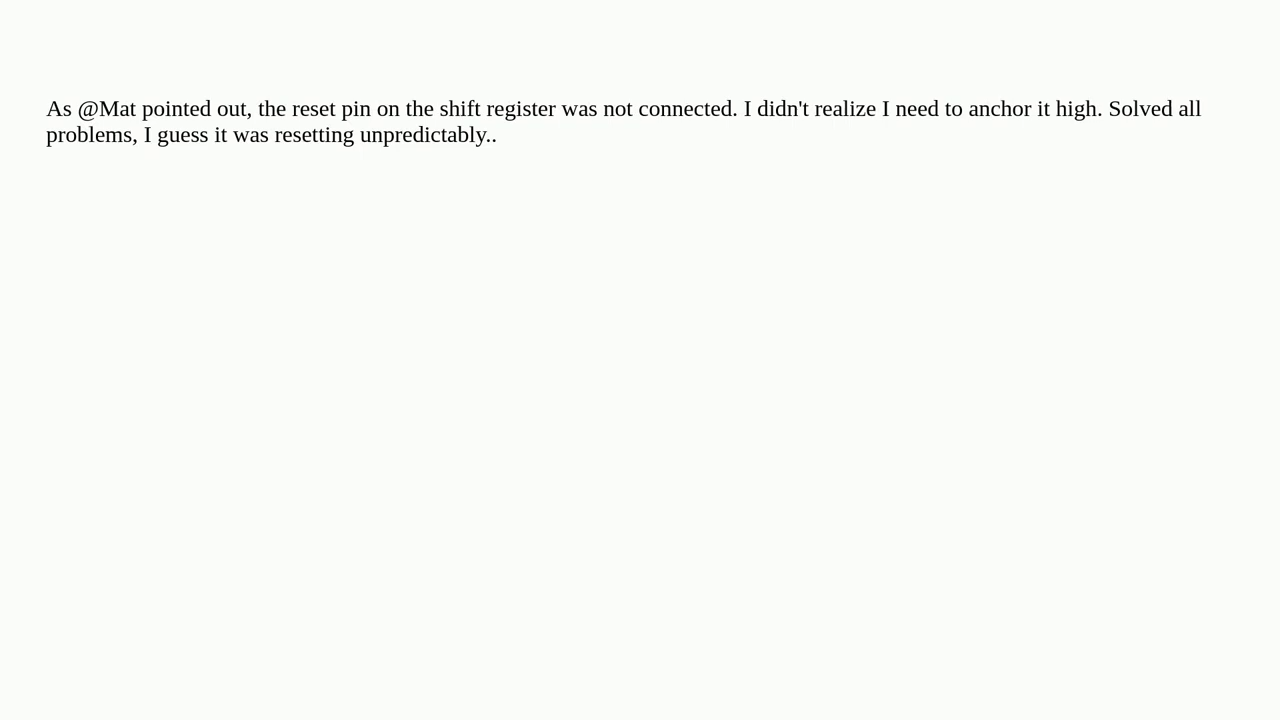 As @Mat pointed out, the reset pin on the shift register was not connected. I didn't realize I need to anchor it high. Solved all
problems, I guess it was resetting unpredictably..